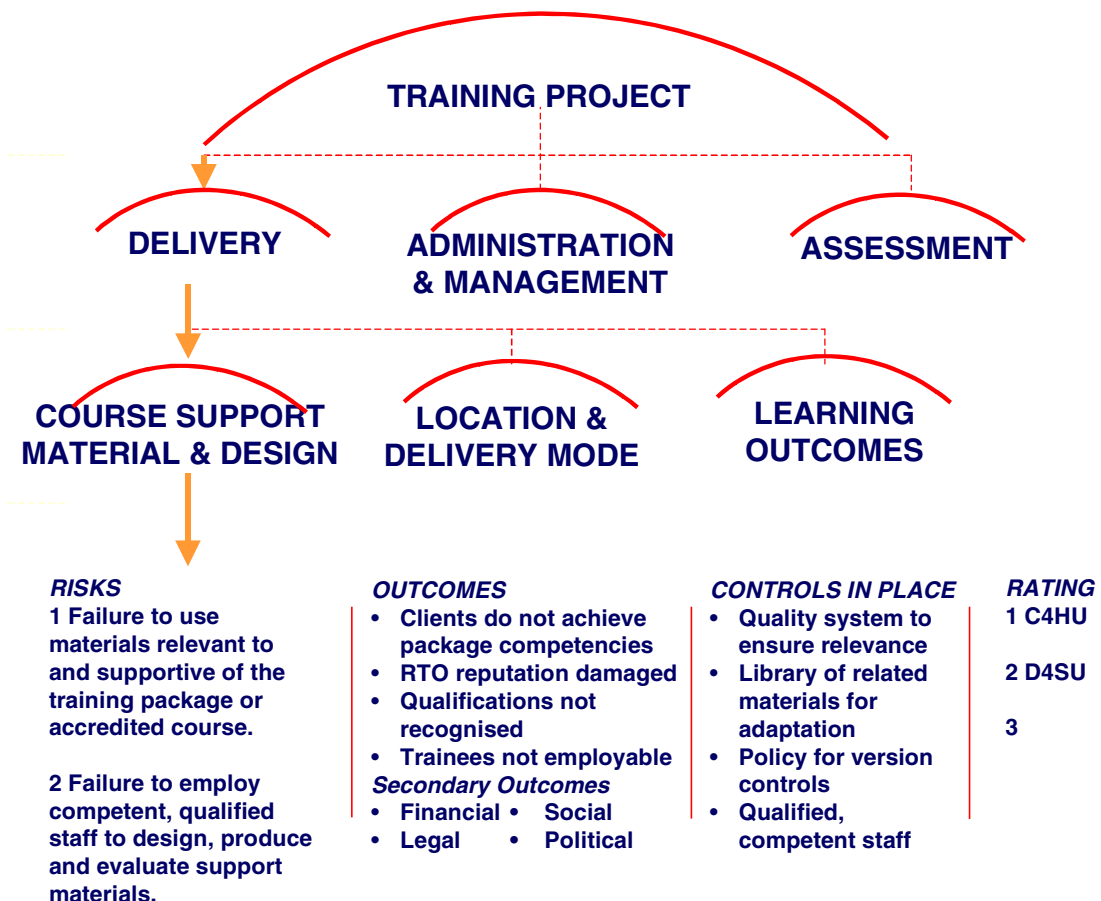 TRAINING PROJECT
DELIVERY
ADMINISTRATION
& MANAGEMENT
ASSESSMENT
COURSE SUPPORT
MATERIAL & DESIGN
LOCATION &
DELIVERY MODE
LEARNING
OUTCOMES
RISKS
1 Failure to use
materials relevant to
and supportive of the
training package or
accredited course.
2 Failure to employ
competent, qualified
staff to design, produce
and evaluate support
materials.
OUTCOMES
• Clients do not achieve
package competencies
• RTO reputation damaged
• Qualifications not
recognised
• Trainees not employable
Secondary Outcomes
• Financial • Social
• Legal • Political
CONTROLS IN PLACE
• Quality system to
ensure relevance
• Library of related
materials for
adaptation
• Policy for version
controls
• Qualified,
competent staff
RATING
1 C4HU
2 D4SU
3